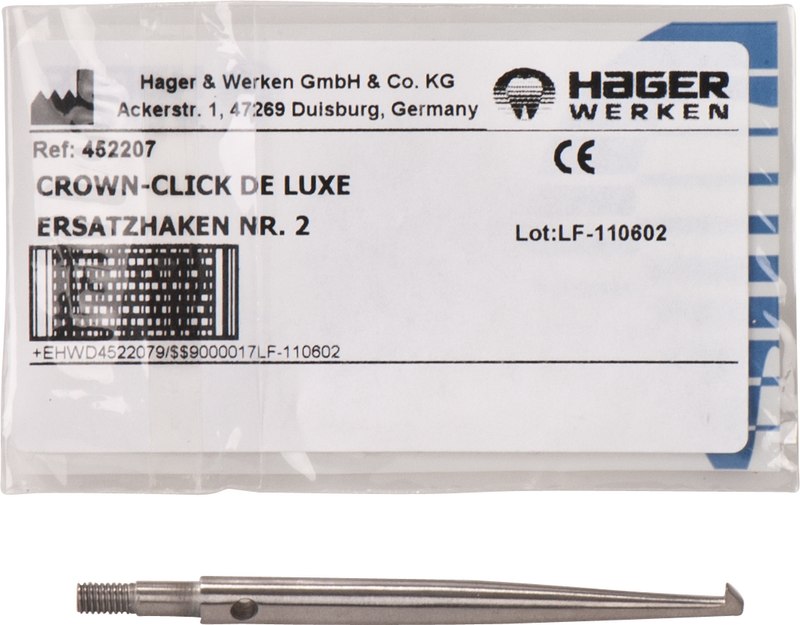 Hager & Werken GmbH & Co. KG
Ackerstr. 1, 47269 Duisburg, Germany
HAGER
WERKEN
Ref: 452207
CE
CROWN-CLICK DE LUXE
ERSATZHAKEN NR. 2
Lot:LF-110602
+EHWD4522079/$$9000017LF-110602